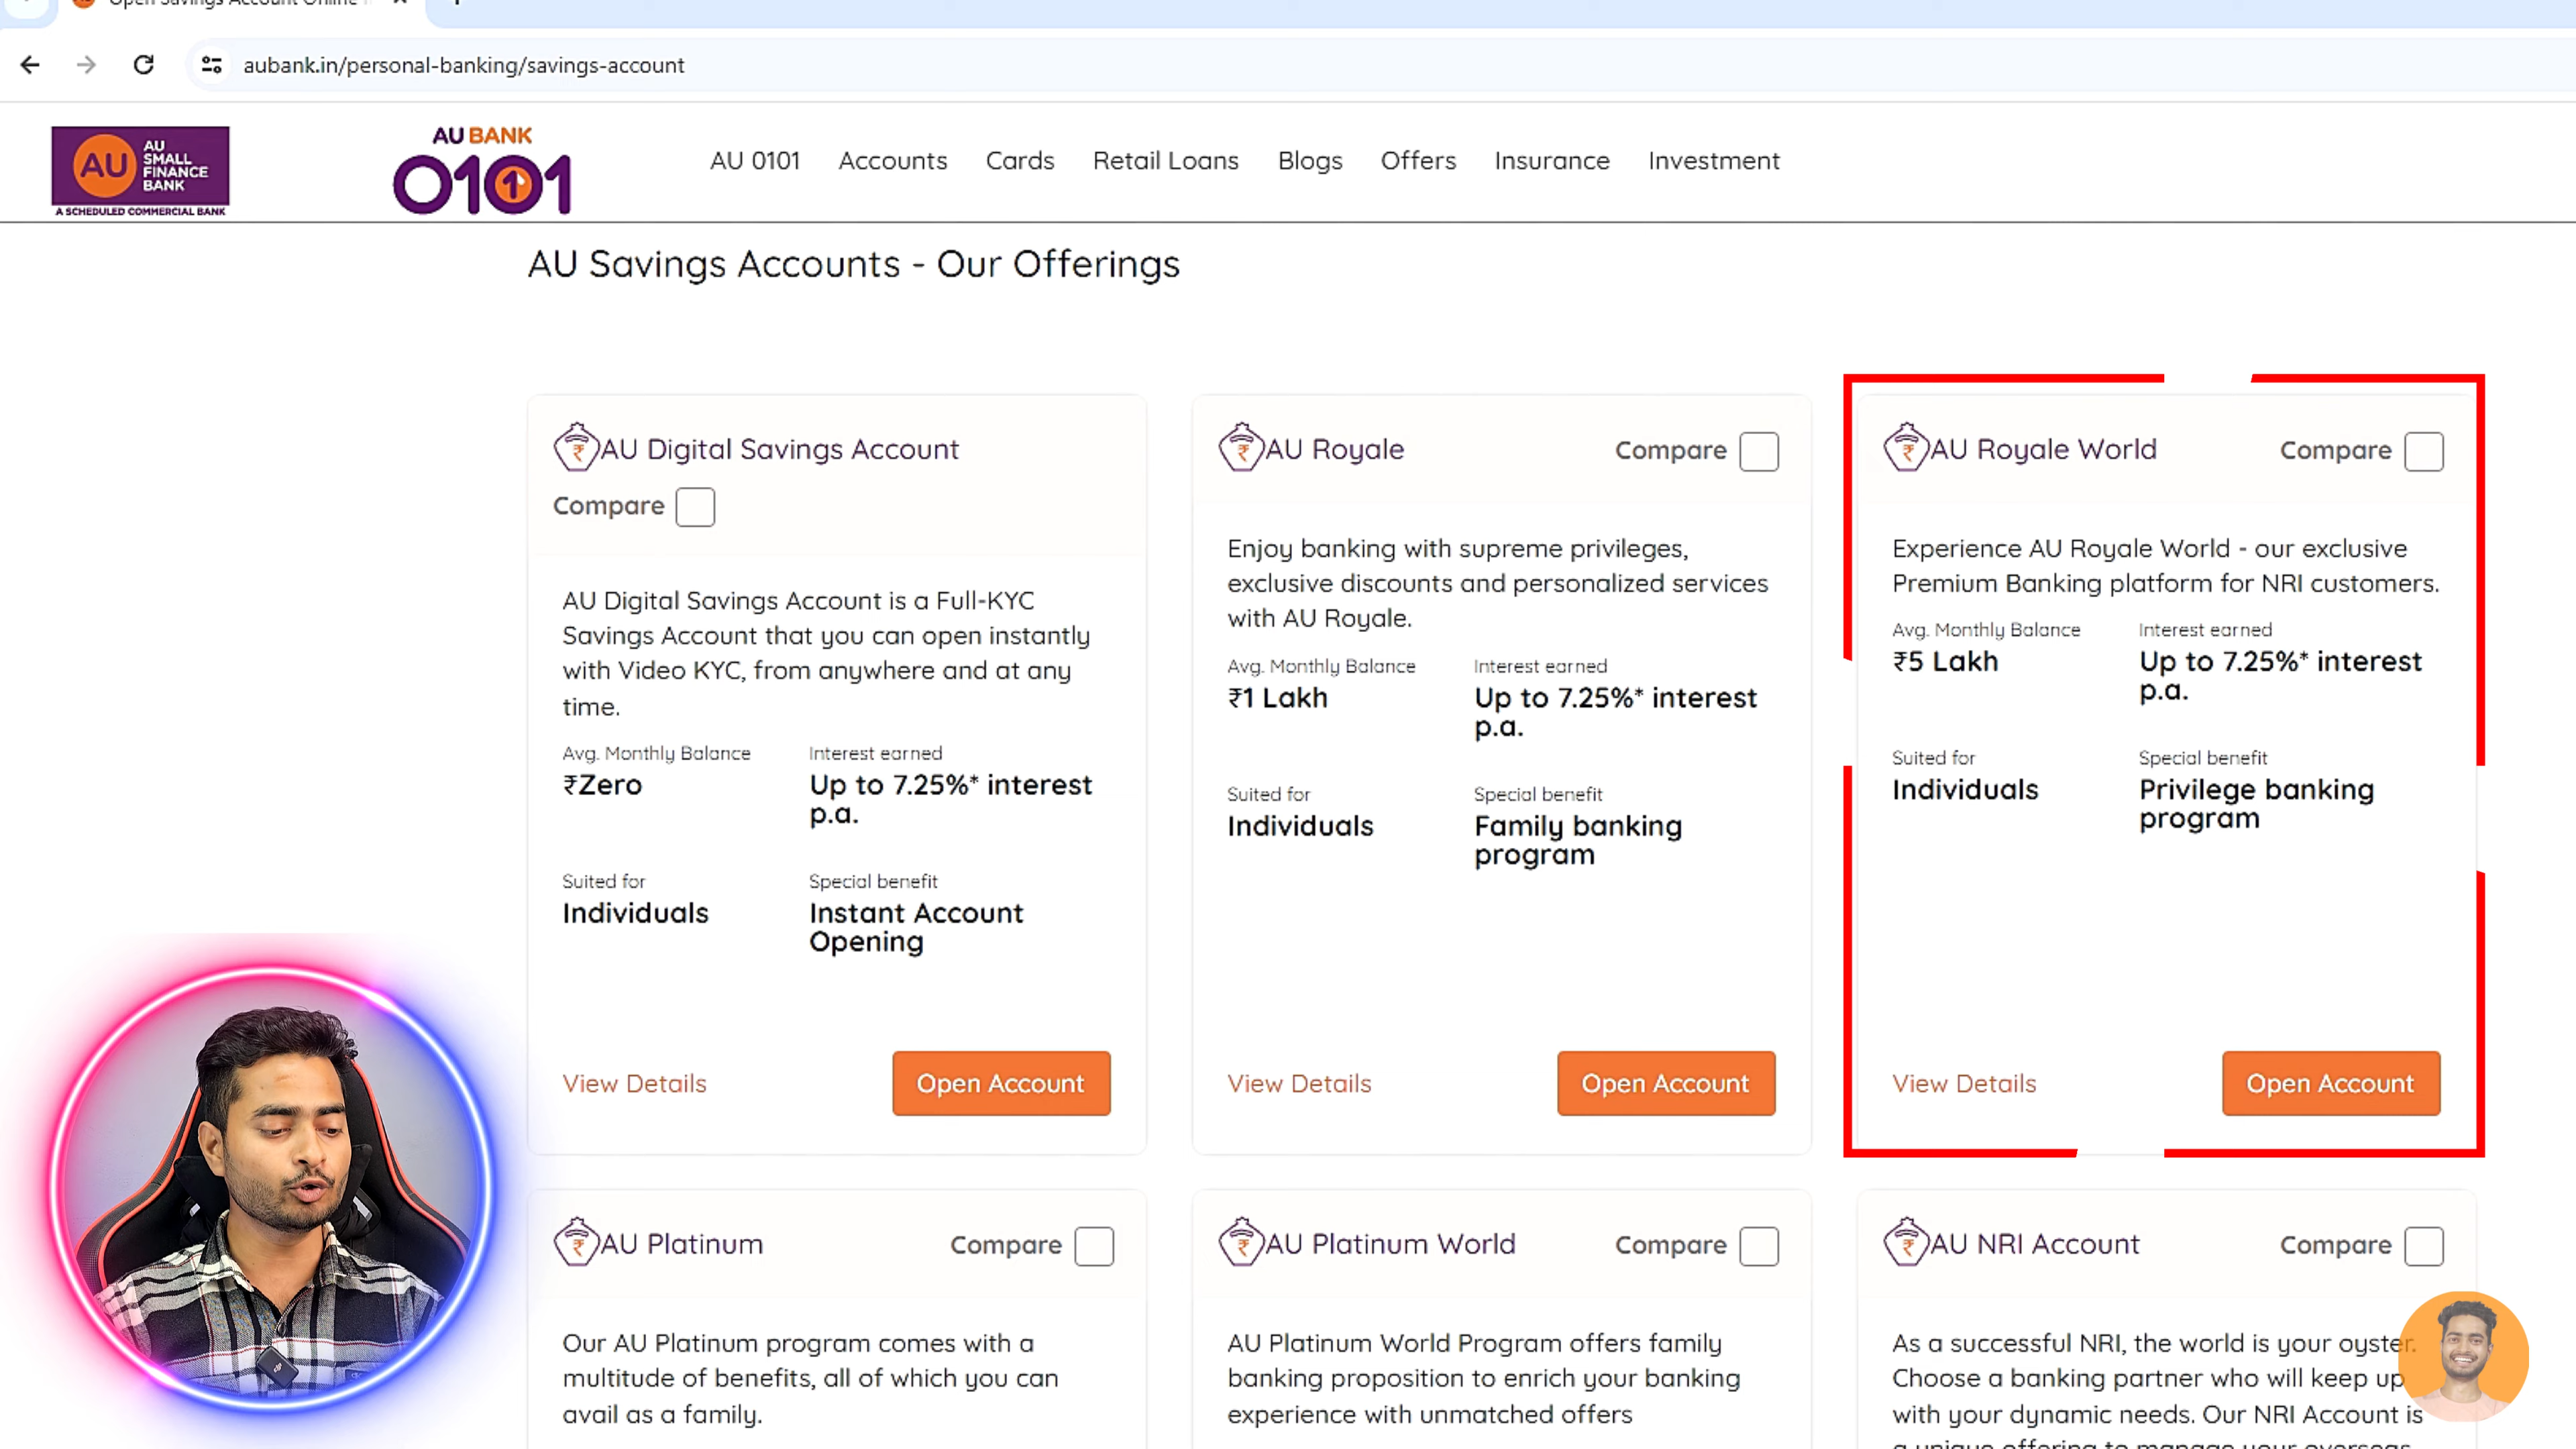 aubank.in/personal-banking/savings-account
AU
AU
SMALL
FINANCE
BANK
A SCHEDULED COMMERCIAL BANK
AU BANK
0101
AU 0101 Accounts Cards Retail Loans Blogs Offers Insurance Investment
AU Savings Accounts - Our Offerings
AU Digital Savings Account
Compare
AU Digital Savings Account is a Full-KYC
Savings Account that you can open instantly
with Video KYC, from anywhere and at any
time.
Avg. Monthly Balance Interest earned
₹Zero Up to 7.25%* interest
p.a.
Suited for Special benefit
Individuals Instant Account
Opening
View Details Open Account
AU Royale Compare
Enjoy banking with supreme privileges,
exclusive discounts and personalized services
with AU Royale.
Avg. Monthly Balance Interest earned
₹1 Lakh Up to 7.25%* interest
p.a.
Suited for Special benefit
Individuals Family banking
program
View Details Open Account
AU Royale World Compare
Experience AU Royale World - our exclusive
Premium Banking platform for NRI customers.
Avg. Monthly Balance Interest earned
₹5 Lakh Up to 7.25%* interest
p.a.
Suited for Special benefit
Individuals Privilege banking
program
View Details Open Account
AU Platinum Compare
Our AU Platinum program comes with a
multitude of benefits, all of which you can
avail as a family.
AU Platinum World Compare
AU Platinum World Program offers family
banking proposition to enrich your banking
experience with unmatched offers
AU NRI Account Compare
As a successful NRI, the world is your oyster.
Choose a banking partner who will keep up
with your dynamic needs. Our NRI Account is